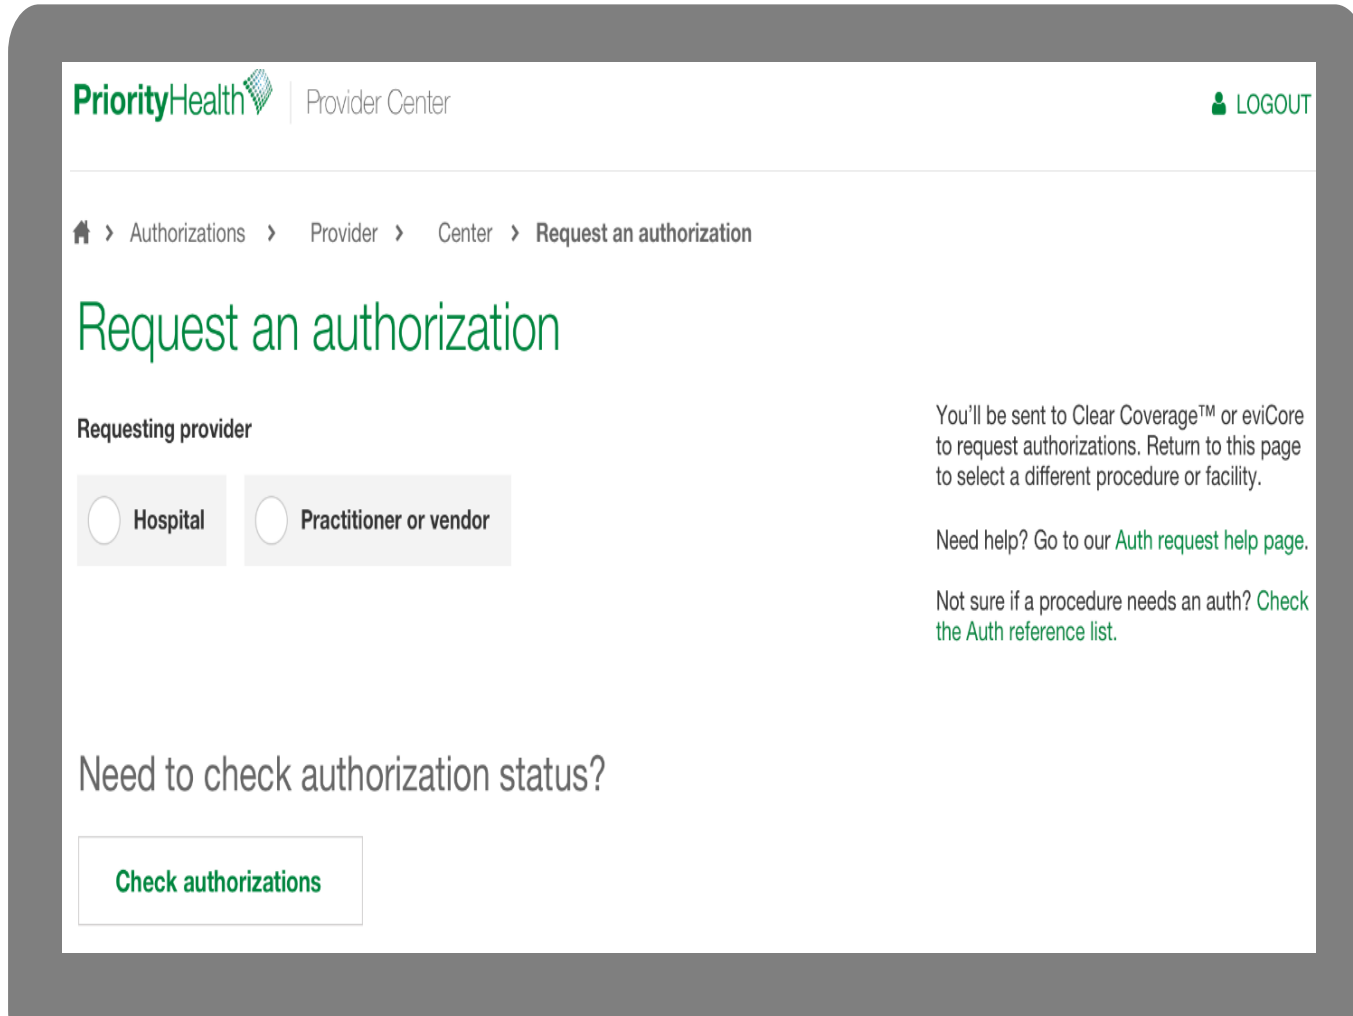 PriorityHealth Provider Center
LOGOUT
Authorizations > Provider > Center > Request an authorization
Request an authorization
Requesting provider
Hospital
Practitioner or vendor
You'll be sent to Clear Coverage™ or eviCore
to request authorizations. Return to this page
to select a different procedure or facility.
Need help? Go to our Auth request help page.
Not sure if a procedure needs an auth? Check
the Auth reference list.
Need to check authorization status?
Check authorizations